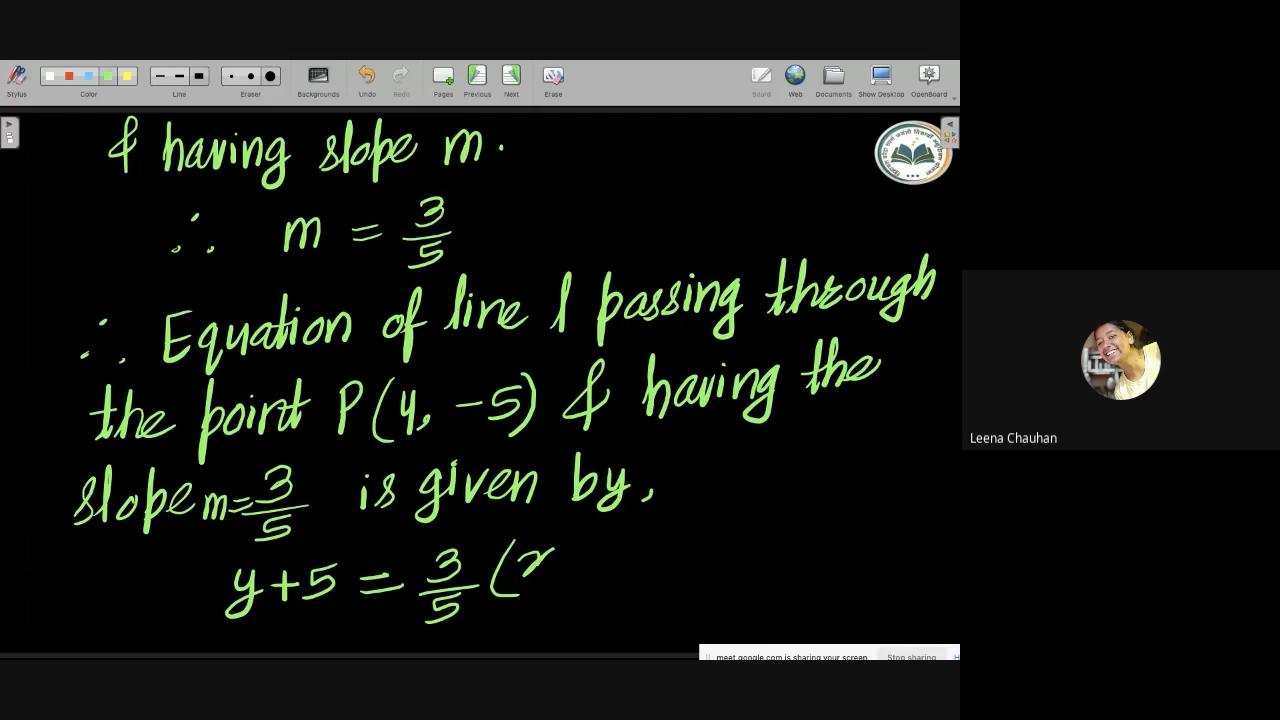 Stylus
Color
Line
Eraser
Backgrounds
Undo
Redo
Pages
Previous
Next
Erase
Board
Web
Documents
Show Desktop
OpenBoard
& having slope m.
∴ m = 3/5
∴ Equation of line l passing through
the point P(4, -5) & having the
slope m=3/5 is given by,
y+5 = 3/5 (x
Leena Chauhan
meet.google.com is sharing your screen.
Stop sharing